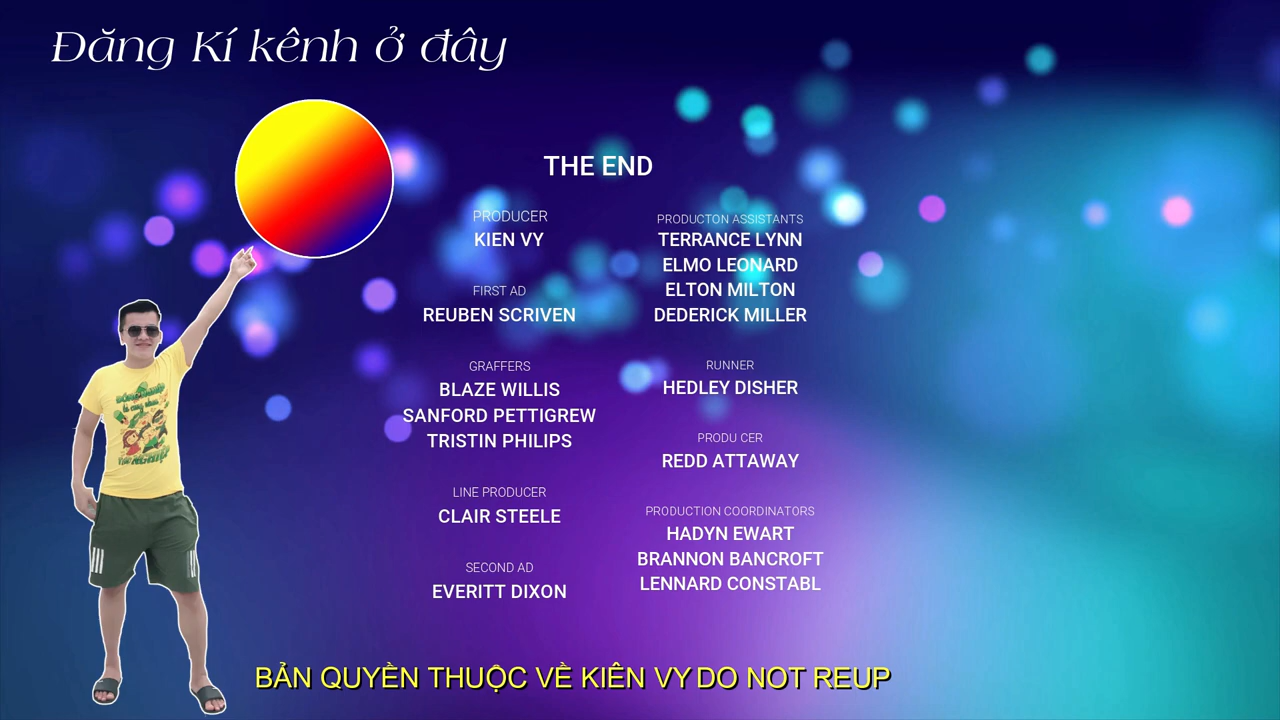 Đăng Kí kênh ở đây
THE END
PRODUCER
KIEN VY
FIRST AD
REUBEN SCRIVEN
GRAFFERS
BLAZE WILLIS
SANFORD PETTIGREW
TRISTIN PHILIPS
LINE PRODUCER
CLAIR STEELE
SECOND AD
EVERITT DIXON
PRODUCTON ASSISTANTS
TERRANCE LYNN
ELMO LEONARD
ELTON MILTON
DEDERICK MILLER
RUNNER
HEDLEY DISHER
PRODU CER
REDD ATTAWAY
PRODUCTION COORDINATORS
HADYN EWART
BRANNON BANCROFT
LENNARD CONSTABL
BẢN QUYỀN THUỘC VỀ KIÊN VY DO NOT REUP